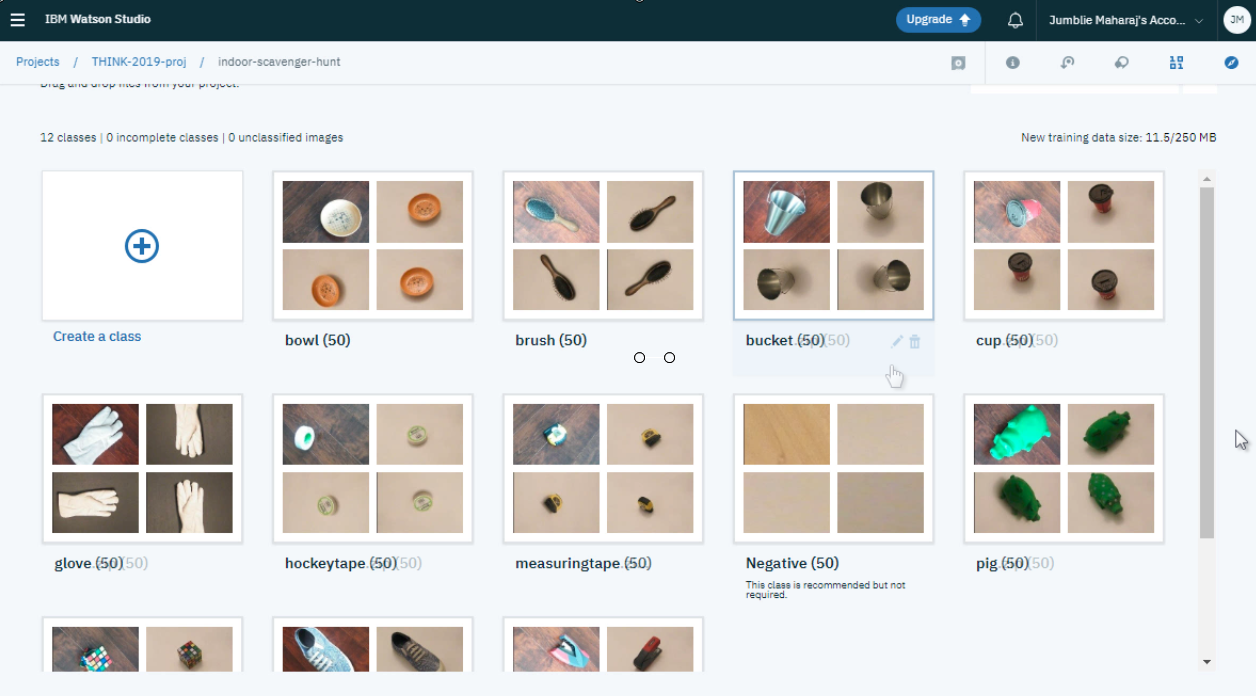 IBM Watson Studio
Upgrade
Jumblie Maharaj's Acco...
JM
Projects / THINK-2019-proj / indoor-scavenger-hunt
Drag and drop files from your project.
12 classes | 0 incomplete classes | 0 unclassified images
New training data size: 11.5/250 MB
Create a class
bowl (50)
brush (50)
bucket (50)
cup (50)
glove (50)
hockeytape (50)
measuringtape (50)
Negative (50)
This class is recommended but not
required.
pig (50)